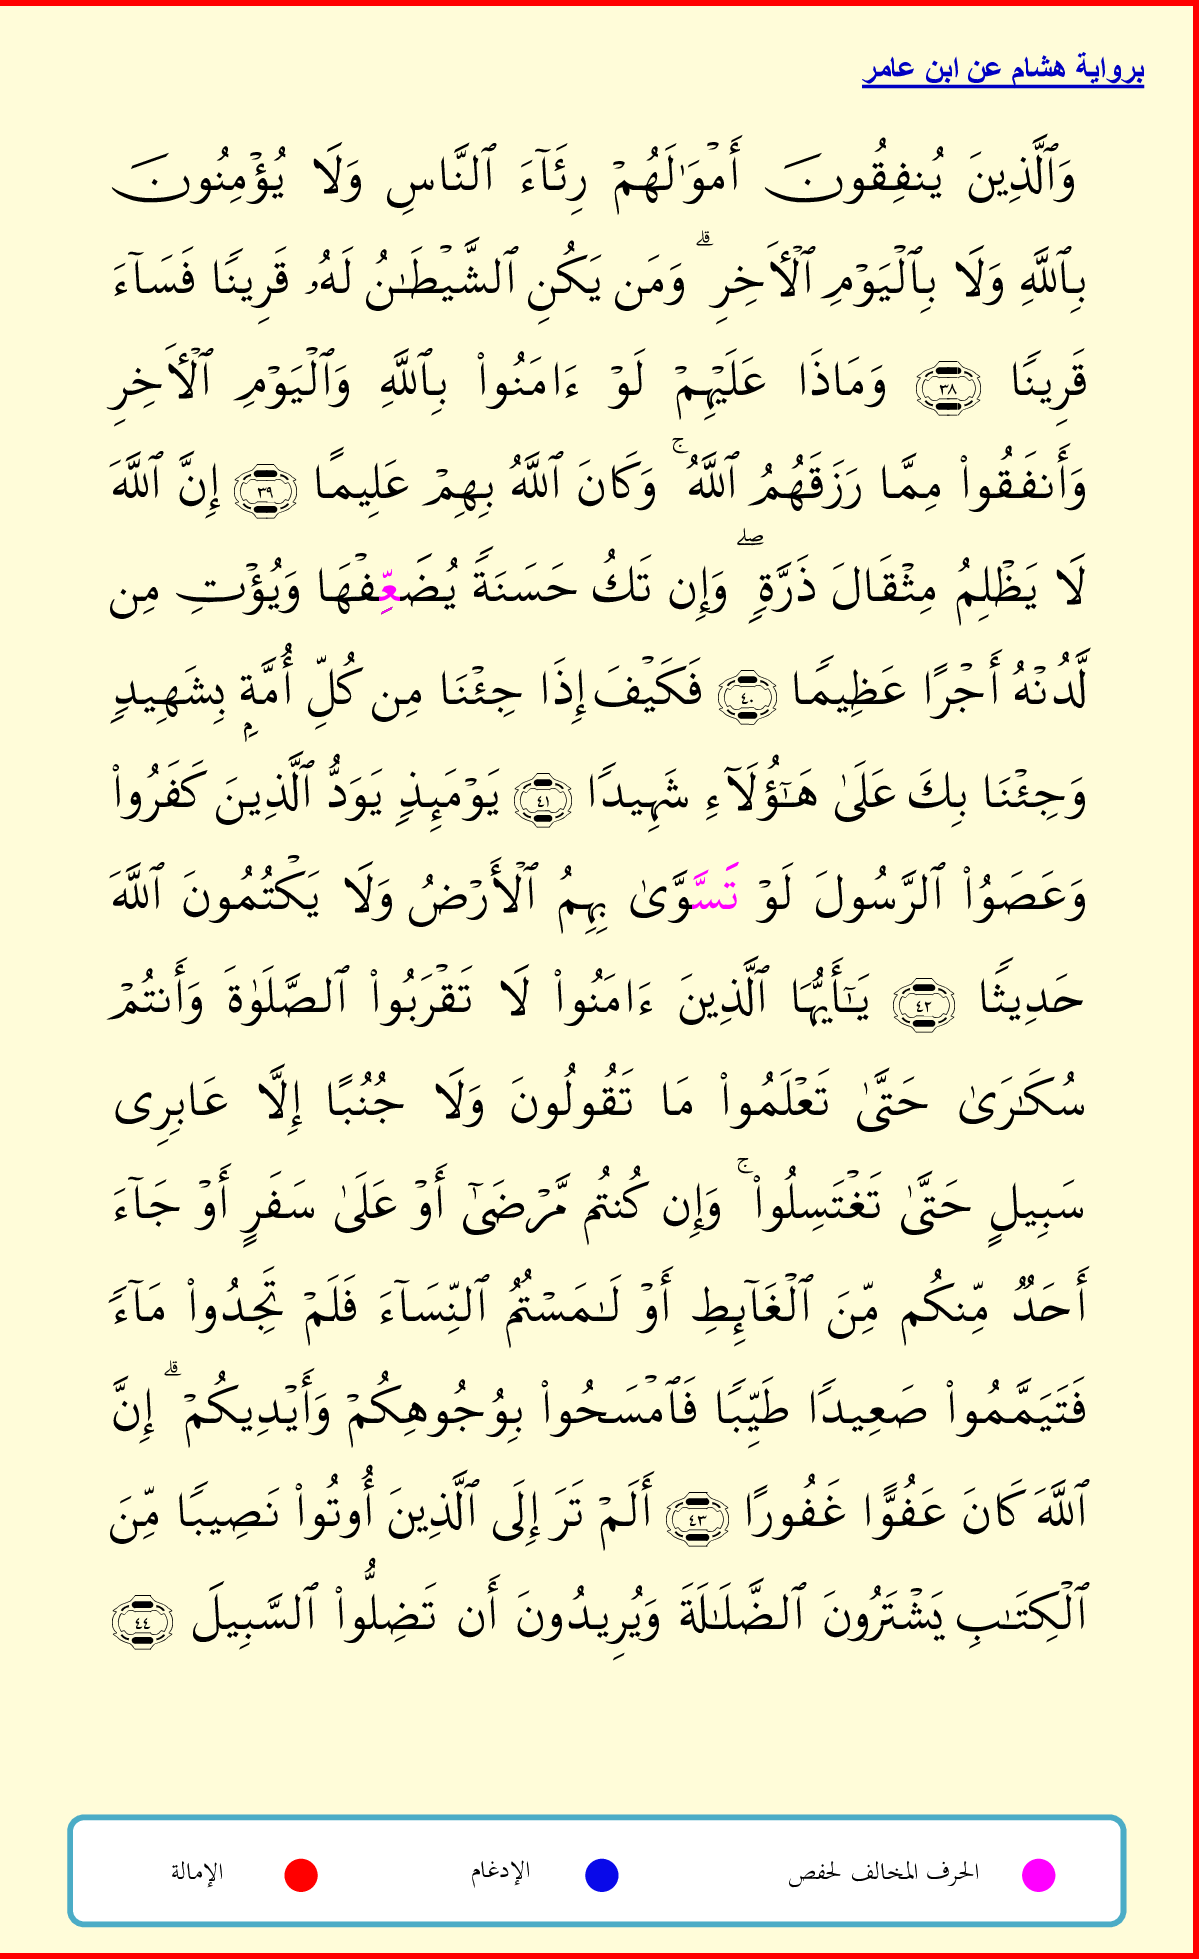 برواية هشام عن ابن عامر
وَٱلَّذِينَ يُنفِقُونَ أَمۡوَٰلَهُمۡ رِئَآءَ ٱلنَّاسِ وَلَا يُؤۡمِنُونَ
بِٱللَّهِ وَلَا بِٱلۡيَوۡمِ ٱلۡأٓخِرِۗ وَمَن يَكُنِ ٱلشَّيۡطَٰنُ لَهُۥ قَرِينٗا فَسَآءَ
قَرِينٗا ٣٨ وَمَاذَا عَلَيۡهِمۡ لَوۡ ءَامَنُواْ بِٱللَّهِ وَٱلۡيَوۡمِ ٱلۡأٓخِرِ
وَأَنفَقُواْ مِمَّا رَزَقَهُمُ ٱللَّهُۚ وَكَانَ ٱللَّهُ بِهِمۡ عَلِيمًا ٣٩ إِنَّ ٱللَّهَ
لَا يَظۡلِمُ مِثۡقَالَ ذَرَّةٖۖ وَإِن تَكُ حَسَنَةٗ يُضَعِّفۡهَا وَيُؤۡتِ مِن
لَّدُنۡهُ أَجۡرًا عَظِيمٗا ٤٠ فَكَيۡفَ إِذَا جِئۡنَا مِن كُلِّ أُمَّةِۭ بِشَهِيدٖ
وَجِئۡنَا بِكَ عَلَىٰ هَٰٓؤُلَآءِ شَهِيدٗا ٤١ يَوۡمَئِذٖ يَوَدُّ ٱلَّذِينَ كَفَرُواْ
وَعَصَوُاْ ٱلرَّسُولَ لَوۡ تَسَّوَّىٰ بِهِمُ ٱلۡأَرۡضُ وَلَا يَكۡتُمُونَ ٱللَّهَ
حَدِيثٗا ٤٢ يَٰٓأَيُّهَا ٱلَّذِينَ ءَامَنُواْ لَا تَقۡرَبُواْ ٱلصَّلَوٰةَ وَأَنتُمۡ
سُكَٰرَىٰ حَتَّىٰ تَعۡلَمُواْ مَا تَقُولُونَ وَلَا جُنُبًا إِلَّا عَابِرِي
سَبِيلٍ حَتَّىٰ تَغۡتَسِلُواْۚ وَإِن كُنتُم مَّرۡضَىٰٓ أَوۡ عَلَىٰ سَفَرٍ أَوۡ جَآءَ
أَحَدٞ مِّنكُم مِّنَ ٱلۡغَآئِطِ أَوۡ لَٰمَسۡتُمُ ٱلنِّسَآءَ فَلَمۡ تَجِدُواْ مَآءٗ
فَتَيَمَّمُواْ صَعِيدٗا طَيِّبٗا فَٱمۡسَحُواْ بِوُجُوهِكُمۡ وَأَيۡدِيكُمۡۗ إِنَّ
ٱللَّهَ كَانَ عَفُوًّا غَفُورًا ٤٣ أَلَمۡ تَرَ إِلَى ٱلَّذِينَ أُوتُواْ نَصِيبٗا مِّنَ
ٱلۡكِتَٰبِ يَشۡتَرُونَ ٱلضَّلَٰلَةَ وَيُرِيدُونَ أَن تَضِلُّواْ ٱلسَّبِيلَ ٤٤
الحرف المخالف لحفص الإدغام الإمالة